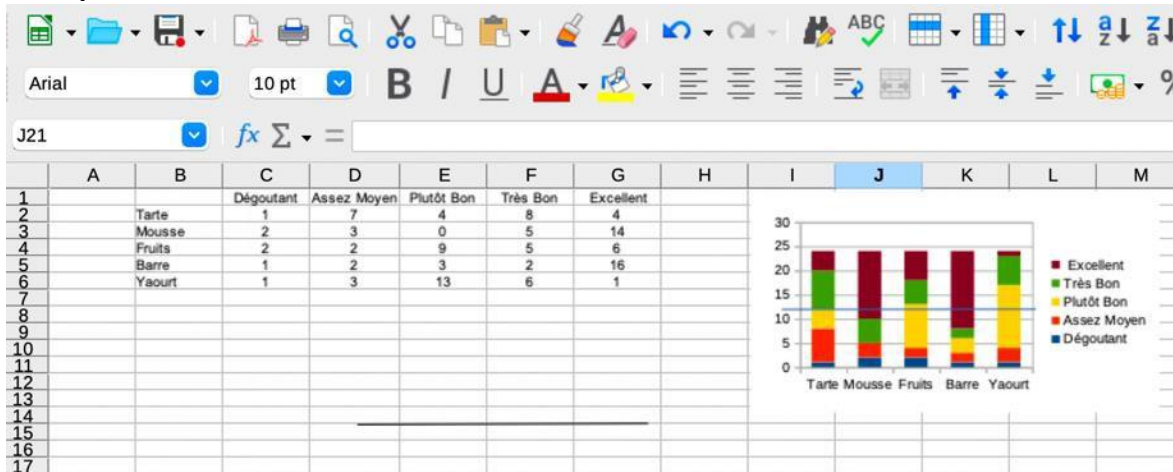 ABC a z z a
Arial 10 pt B I U A %
J21 fx Σ =
A B C D E F G H I J K L M
1 Dégoutant Assez Moyen Plutôt Bon Très Bon Excellent
2 Tarte 1 7 4 8 4
3 Mousse 2 3 0 5 14
4 Fruits 2 2 9 5 6
5 Barre 1 2 3 2 16
6 Yaourt 1 3 13 6 1
7
8
9
10
11
12
13
14
15
16
17
30
25
20
15
10
5
0
Tarte Mousse Fruits Barre Yaourt
Excellent
Très Bon
Plutôt Bon
Assez Moyen
Dégoutant